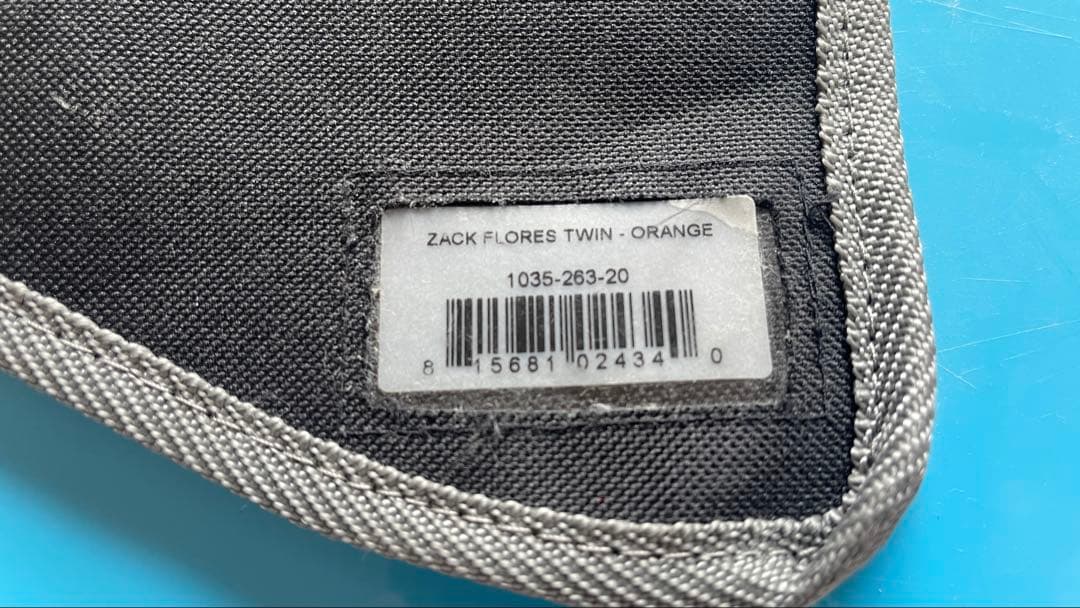 ZACK FLORES TWIN - ORANGE
1035-263-20
8 15681 02434 0